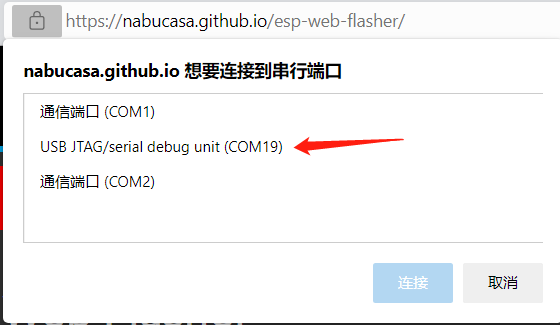 https://nabucasa.github.io/esp-web-flasher/
nabucasa.github.io 想要连接到串行端口
通信端口 (COM1)
USB JTAG/serial debug unit (COM19)
通信端口 (COM2)
连接 取消